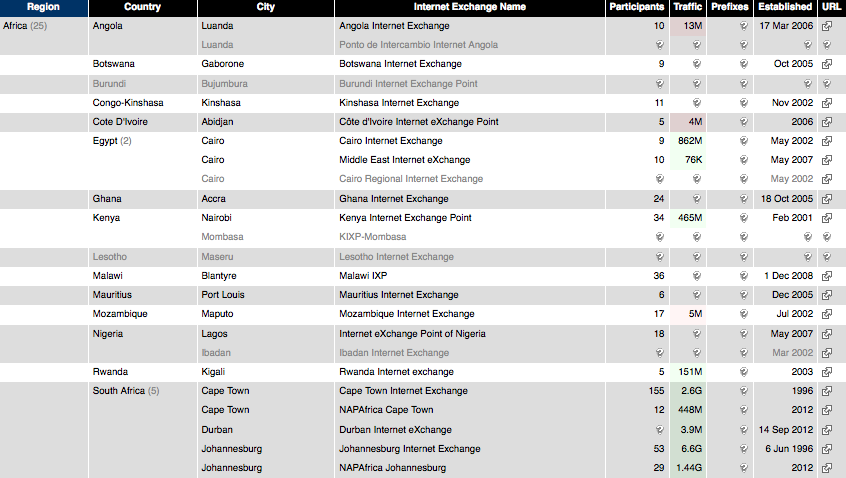 Region Country City Internet Exchange Name Participants Traffic Prefixes Established URL
Africa (25) Angola Luanda Angola Internet Exchange 10 13M ? 17 Mar 2006
Luanda Ponto de Intercambio Internet Angola ? ? ? ? ?
Botswana Gaborone Botswana Internet Exchange 9 ? ? Oct 2005
Burundi Bujumbura Burundi Internet Exchange Point ? ? ? ? ?
Congo-Kinshasa Kinshasa Kinshasa Internet Exchange 11 ? ? Nov 2002
Cote D'Ivoire Abidjan Côte d'Ivoire Internet eXchange Point 5 4M ? 2006
Egypt (2) Cairo Cairo Internet Exchange 9 862M ? May 2002
Cairo Middle East Internet eXchange 10 76K ? May 2007
Cairo Cairo Regional Internet Exchange ? ? ? May 2002
Ghana Accra Ghana Internet Exchange 24 ? ? 18 Oct 2005
Kenya Nairobi Kenya Internet Exchange Point 34 465M ? Feb 2001
Mombasa KIXP-Mombasa ? ? ? ? ?
Lesotho Maseru Lesotho Internet Exchange ? ? ? ? ?
Malawi Blantyre Malawi IXP 36 ? ? 1 Dec 2008
Mauritius Port Louis Mauritius Internet Exchange 6 ? ? Dec 2005
Mozambique Maputo Mozambique Internet Exchange 17 5M ? Jul 2002
Nigeria Lagos Internet eXchange Point of Nigeria 18 ? ? May 2007
Ibadan Ibadan Internet Exchange ? ? ? Mar 2002
Rwanda Kigali Rwanda Internet exchange 5 151M ? 2003
South Africa (5) Cape Town Cape Town Internet Exchange 155 2.6G ? 1996
Cape Town NAPAfrica Cape Town 12 448M ? 2012
Durban Durban Internet eXchange ? 3.9M ? 14 Sep 2012
Johannesburg Johannesburg Internet Exchange 53 6.6G ? 6 Jun 1996
Johannesburg NAPAfrica Johannesburg 29 1.44G ? 2012